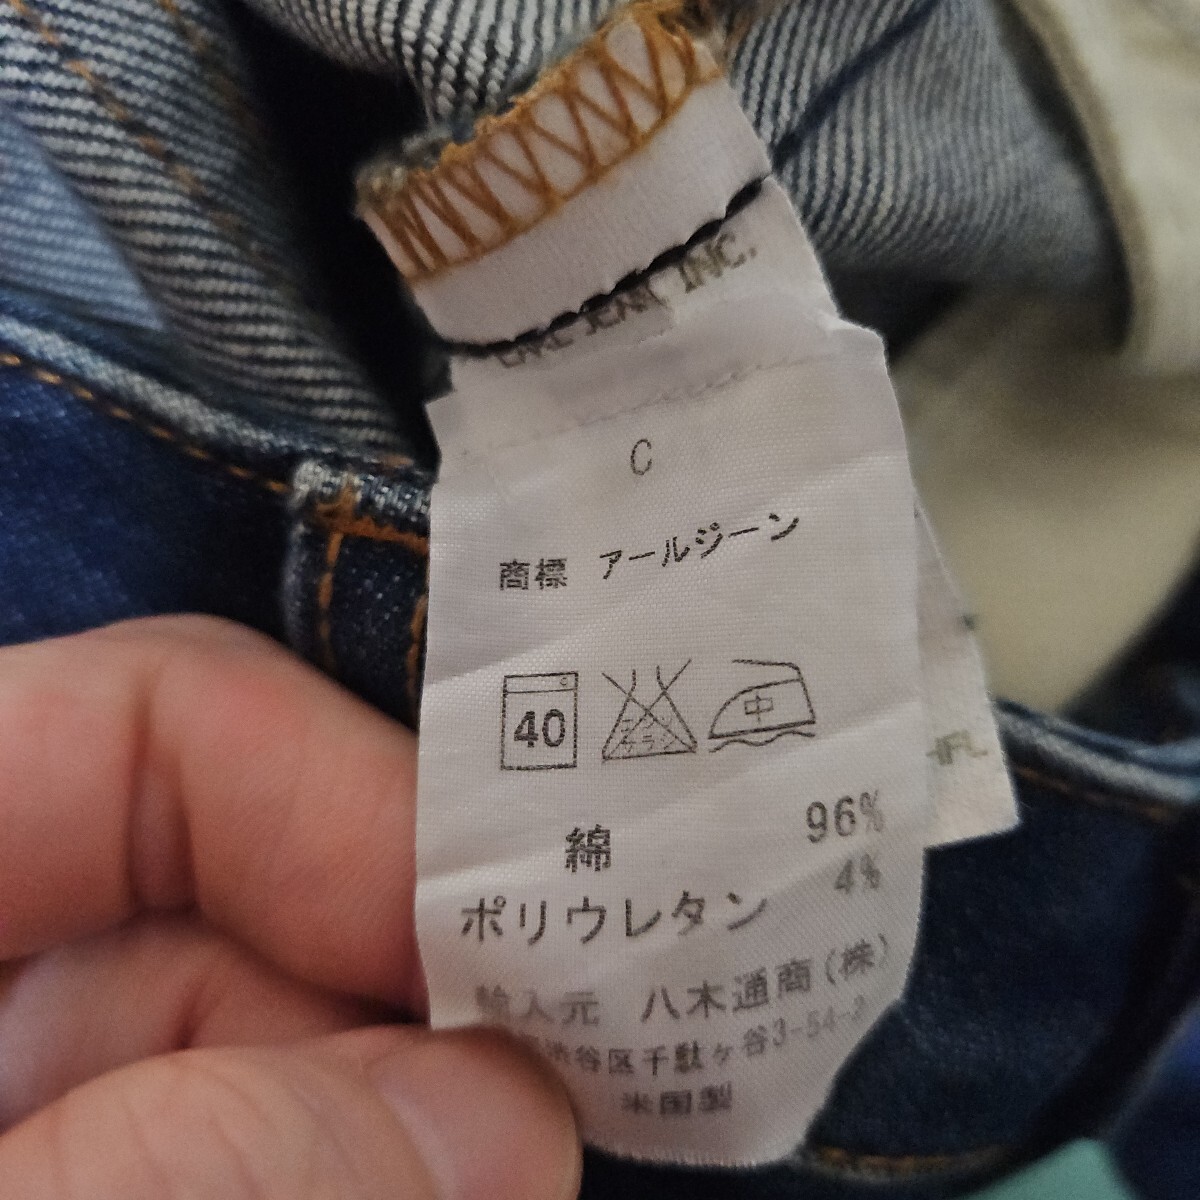 JEAN, INC.
C
商標 アールジーン
40
中
綿 96%
ポリウレタン 4%
輸入元 八木通商(株)
渋谷区千駄ヶ谷3-54-2
米国製